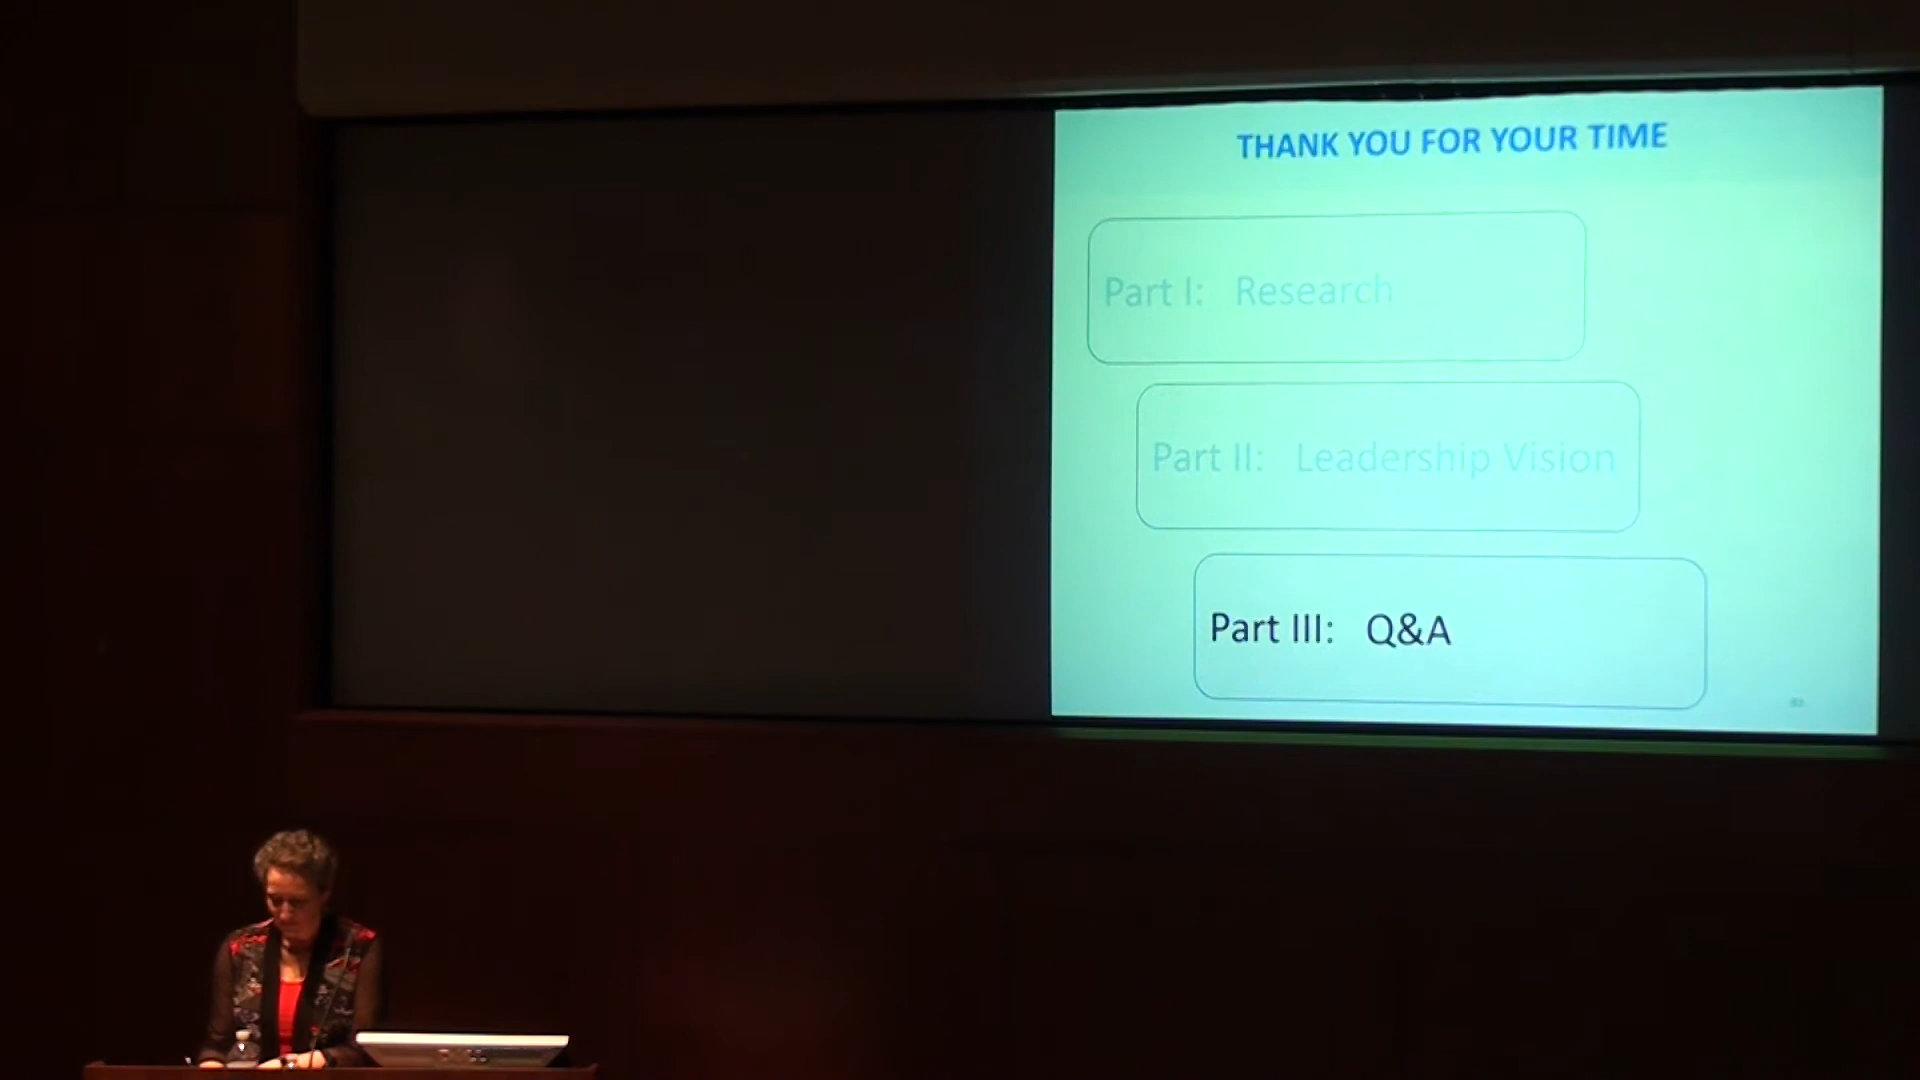 THANK YOU FOR YOUR TIME
Part I: Research
Part II: Leadership Vision
Part III: Q&A